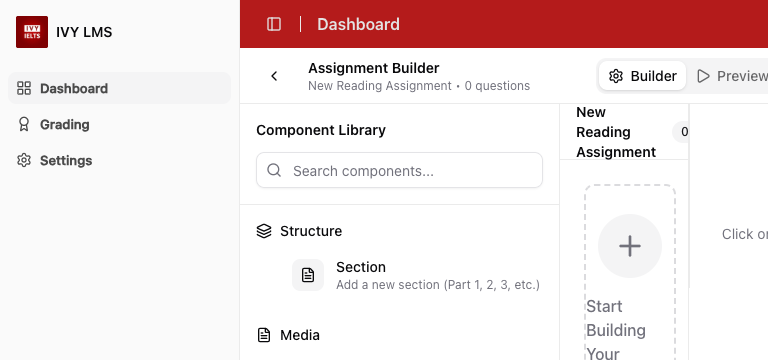 IVY
IELTS
IVY LMS
Dashboard
Grading
Settings
Dashboard
Assignment Builder
New Reading Assignment • 0 questions
Builder
Preview
Component Library
Search components...
Structure
Section
Add a new section (Part 1, 2, 3, etc.)
Media
New
Reading
Assignment
0
Start
Building
Your
Click or